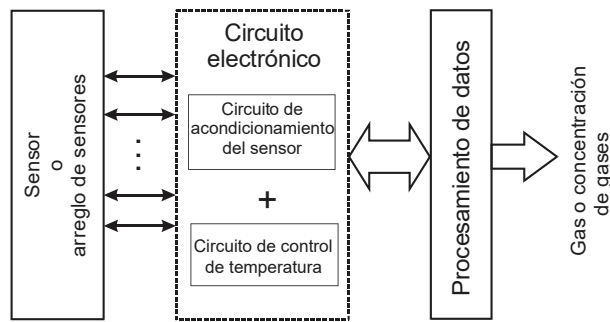 Sensor
o
arreglo de sensores
Circuito
electrónico
Circuito de
acondicionamiento
del sensor
+
Circuito de control
de temperatura
Procesamiento de datos
Gas o concentración
de gases